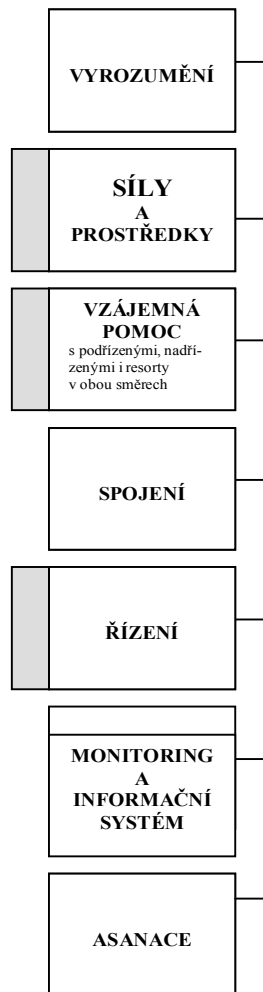 VYROZUMĚNÍ
SÍLY
A
PROSTŘEDKY
VZÁJEMNÁ
POMOC
s podřízenými, nadří-
zenými i resorty
v obou směrech
SPOJENÍ
ŘÍZENÍ
MONITORING
A
INFORMAČNÍ
SYSTÉM
ASANACE